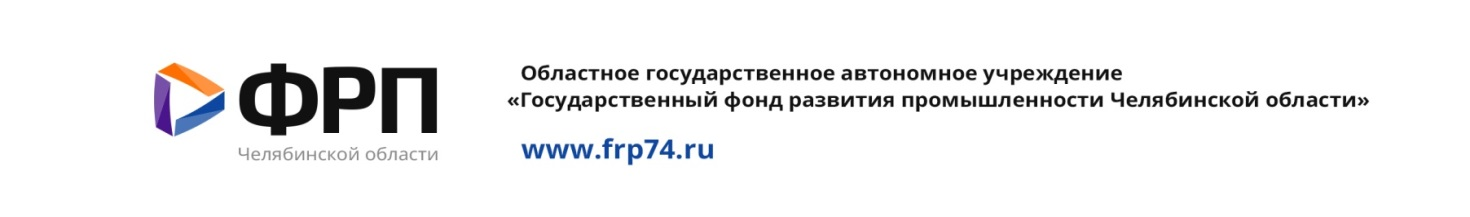 ФРП
Челябинской области
Областное государственное автономное учреждение
«Государственный фонд развития промышленности Челябинской области»
www.frp74.ru